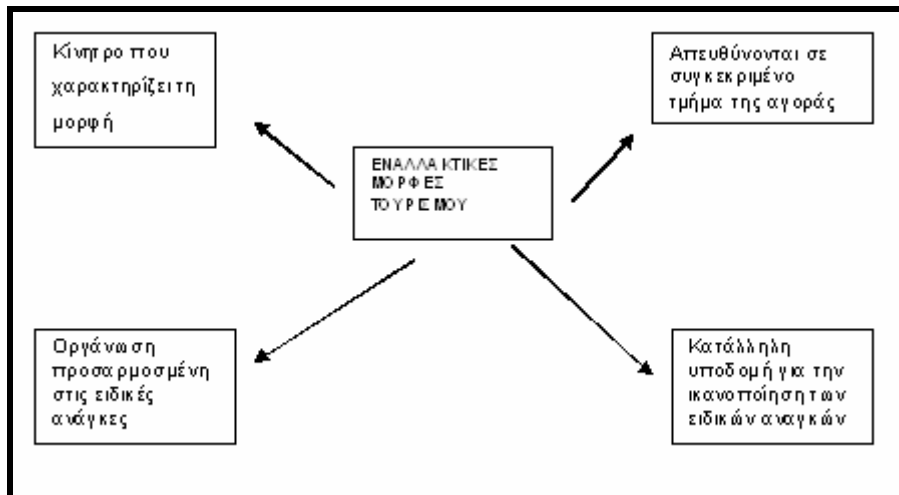 Κίνητρο που
χαρακτηρίζει τη
μορφή
Απευθύνονται σε
συγκεκριμένο
τμήμα της αγοράς
ΕΝΑΛΛΑΚΤΙΚΕΣ
ΜΟΡΦΕΣ
ΤΟΥΡΙΣΜΟΥ
Οργάνωση
προσαρμοσμένη
στις ειδικές
ανάγκες
Κατάλληλη
υποδομή για την
ικανοποίηση των
ειδικών αναγκών